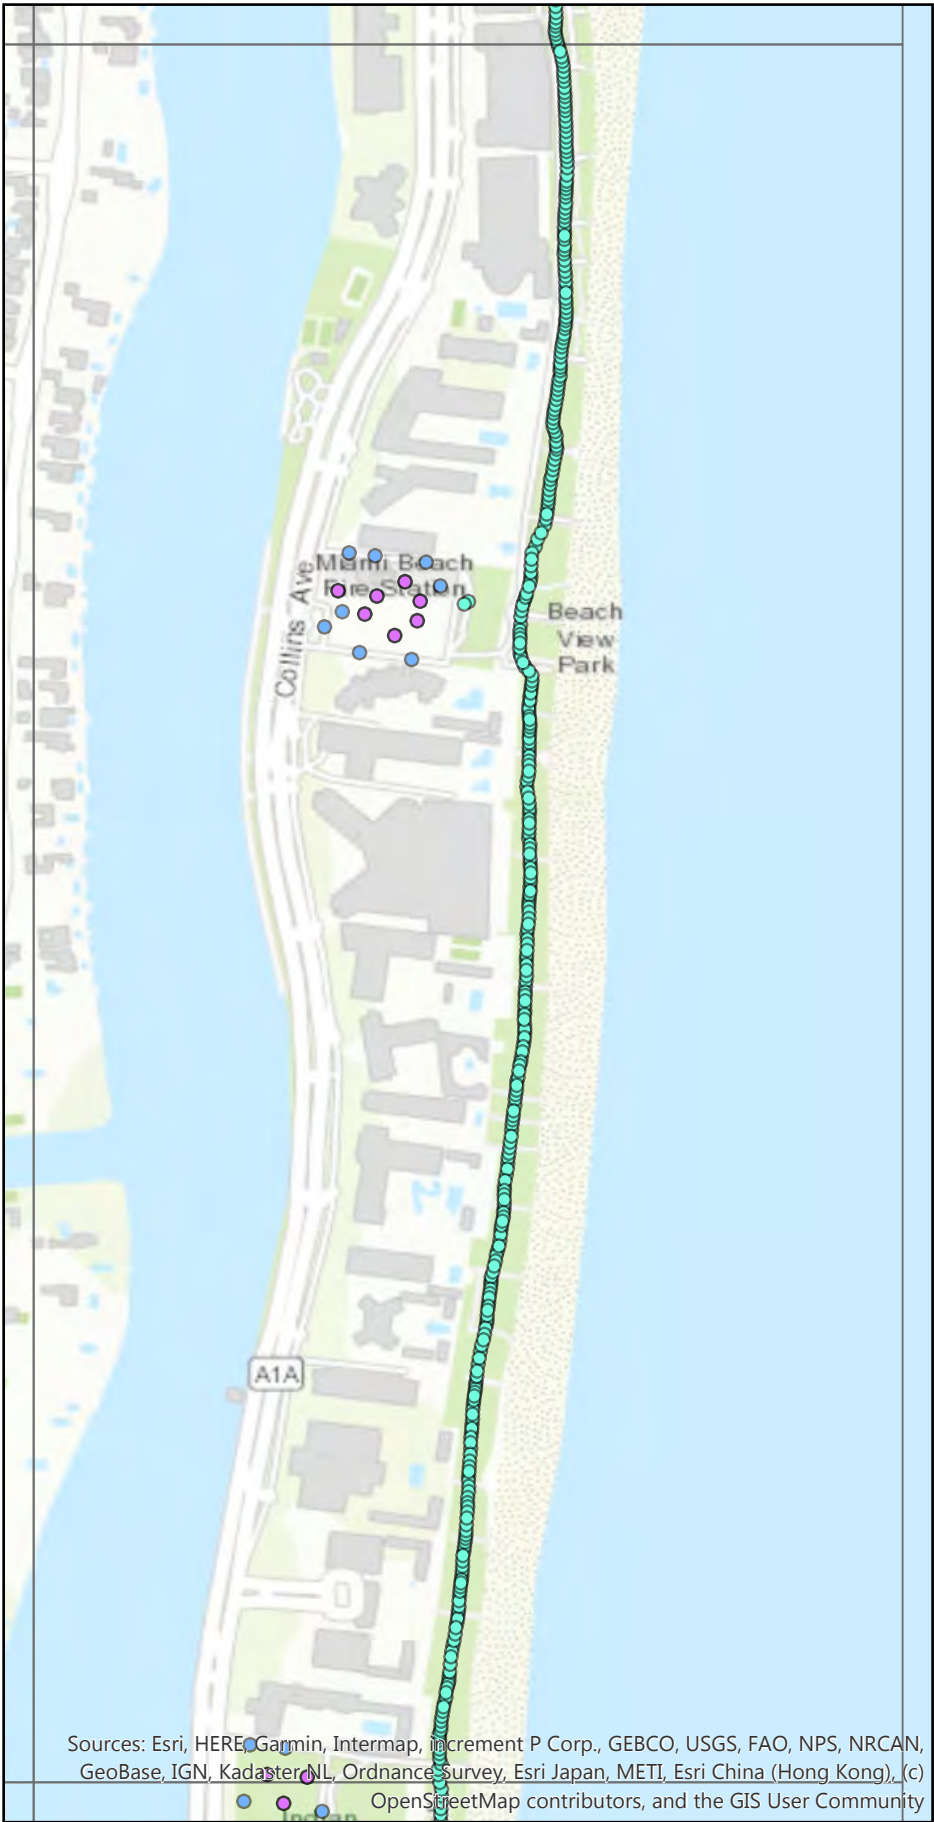 Miami Beach
Fire Station
Collins Ave
Beach
View
Park
A1A
Sources: Esri, HERE, Garmin, Intermap, increment P Corp., GEBCO, USGS, FAO, NPS, NRCAN,
GeoBase, IGN, Kadaster NL, Ordnance Survey, Esri Japan, METI, Esri China (Hong Kong), (c)
OpenStreetMap contributors, and the GIS User Community
Indian